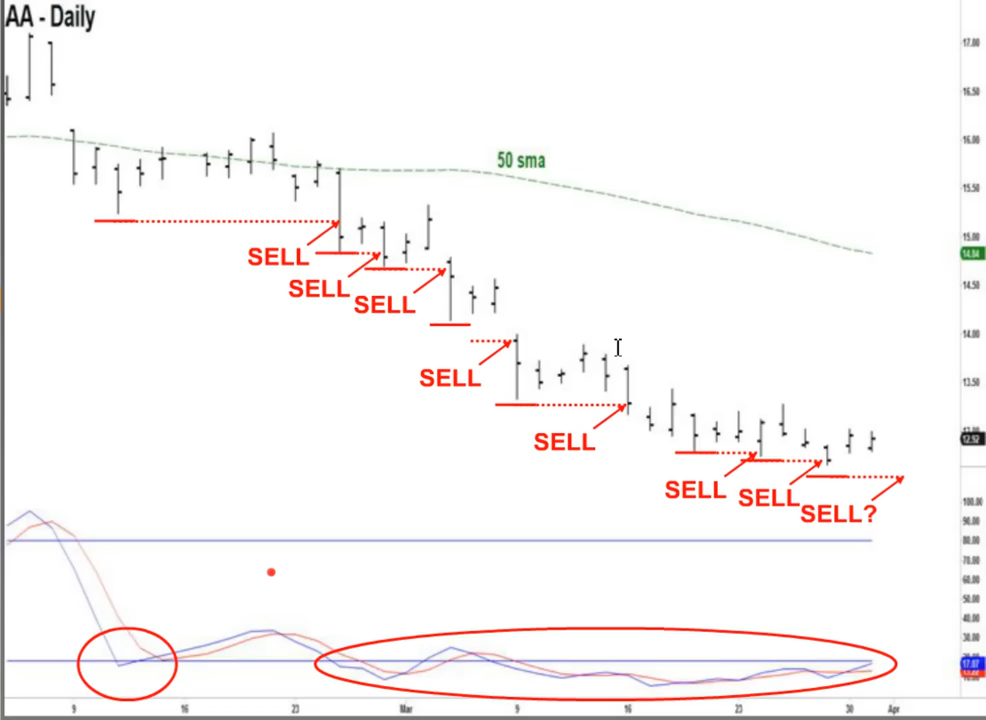 AA - Daily
17.00
16.50
16.00
50 sma
15.50
15.00
14.84
SELL
SELL
14.50
SELL
14.00
SELL
13.50
SELL
12.92
SELL
SELL
SELL?
100.00
90.00
80.00
70.00
60.00
50.00
40.00
30.00
17.07
9
16
23
Mar
9
16
23
30
Apr